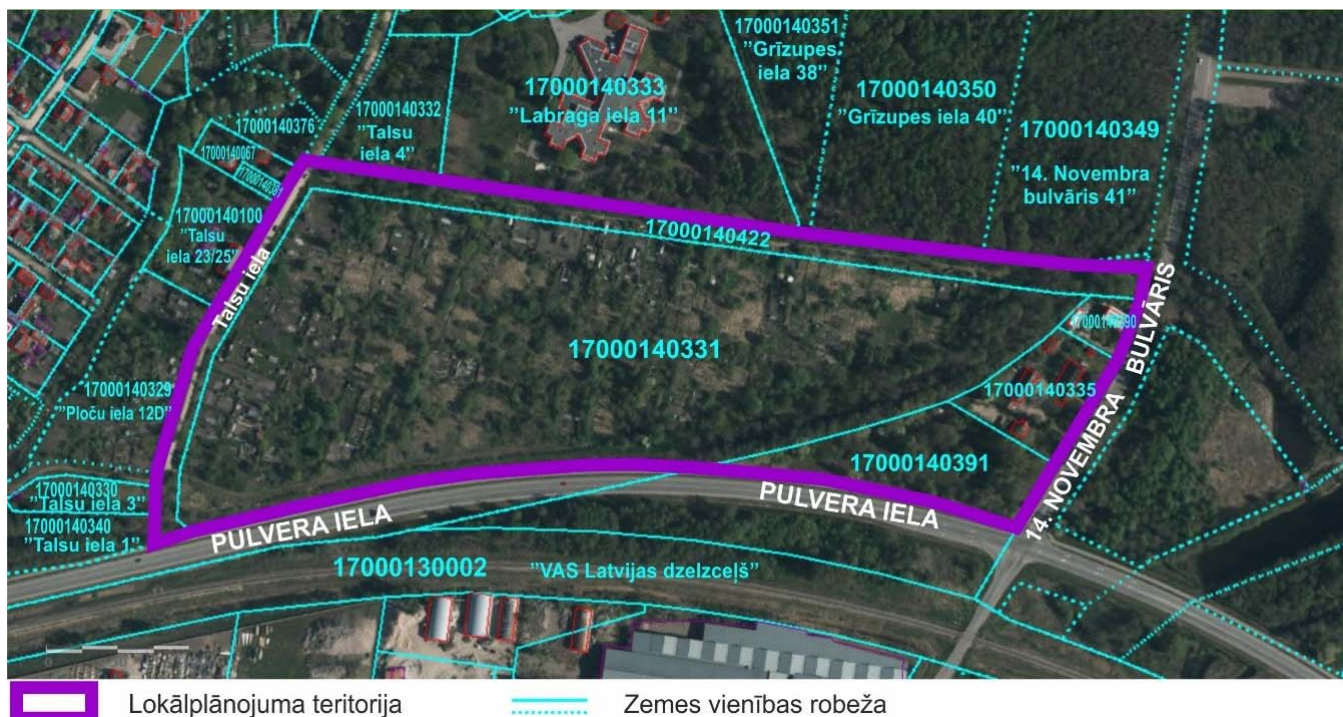 17000140351
"Grīzupes
iela 38"
17000140333
"Labraga iela 11"
17000140350
"Grīzupes iela 40"
17000140332
"Talsu
iela 4"
17000140349
"14. Novembra
bulvāris 41"
17000140376
17000140067
17000140381
17000140100
"Talsu
iela 23/25"
Talsu iela
17000140422
17000140331
17000140390
17000140335
14. NOVEMBRA BULVĀRIS
17000140329
"Ploču iela 12D"
17000140391
17000140330
"Talsu iela 3"
17000140340
"Talsu iela 1"
PULVERA IELA
PULVERA IELA
17000130002 "VAS Latvijas dzelzceļš"
Lokālplānojuma teritorija
Zemes vienības robeža